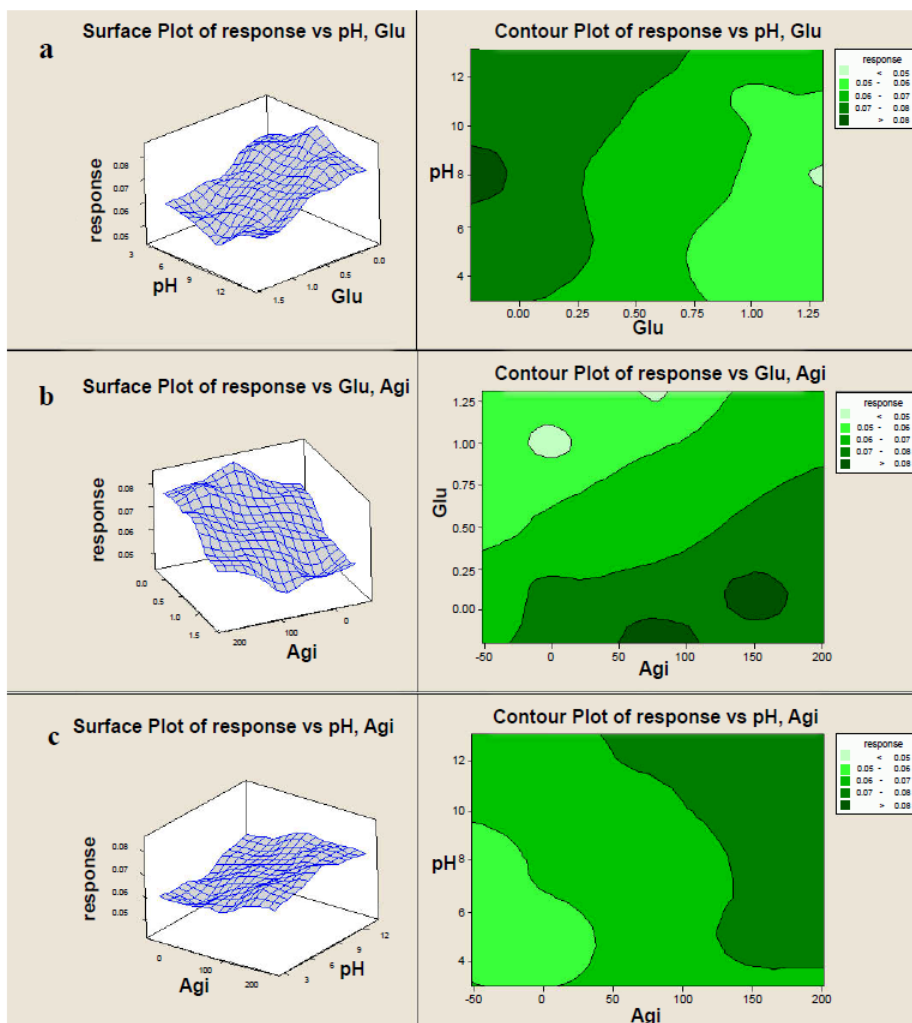 a
Surface Plot of response vs pH, Glu
0.08
0.07
0.06
0.05
response
3
6
9
12
pH
1.5
1.0
0.5
0.0
Glu
Contour Plot of response vs pH, Glu
12
10
8
6
4
pH
0.00 0.25 0.50 0.75 1.00 1.25
Glu
response
< 0.05
0.05 - 0.06
0.06 - 0.07
0.07 - 0.08
> 0.08
b
Surface Plot of response vs Glu, Agi
0.08
0.07
0.06
0.05
response
0.0
0.5
1.0
1.5
200
100
0
Agi
Contour Plot of response vs Glu, Agi
1.25
1.00
0.75
0.50
0.25
0.00
Glu
-50 0 50 100 150 200
Agi
response
< 0.05
0.05 - 0.06
0.06 - 0.07
0.07 - 0.08
> 0.08
c
Surface Plot of response vs pH, Agi
0.08
0.07
0.06
0.05
response
0
100
200
Agi
3
6
9
12
pH
Contour Plot of response vs pH, Agi
12
10
8
6
4
pH
-50 0 50 100 150 200
Agi
response
< 0.05
0.05 - 0.06
0.06 - 0.07
0.07 - 0.08
> 0.08